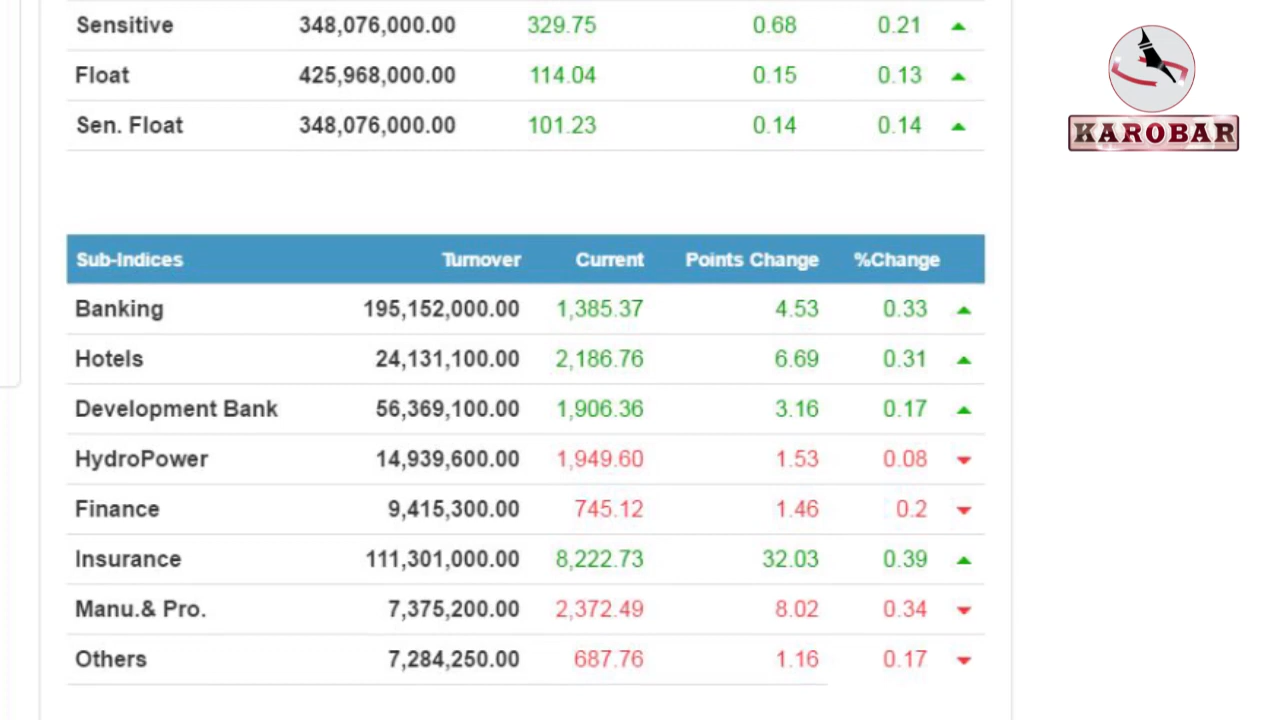 Sensitive 348,076,000.00 329.75 0.68 0.21
Float 425,968,000.00 114.04 0.15 0.13
Sen. Float 348,076,000.00 101.23 0.14 0.14
KAROBAR
Sub-Indices Turnover Current Points Change %Change
Banking 195,152,000.00 1,385.37 4.53 0.33
Hotels 24,131,100.00 2,186.76 6.69 0.31
Development Bank 56,369,100.00 1,906.36 3.16 0.17
HydroPower 14,939,600.00 1,949.60 1.53 0.08
Finance 9,415,300.00 745.12 1.46 0.2
Insurance 111,301,000.00 8,222.73 32.03 0.39
Manu.& Pro. 7,375,200.00 2,372.49 8.02 0.34
Others 7,284,250.00 687.76 1.16 0.17